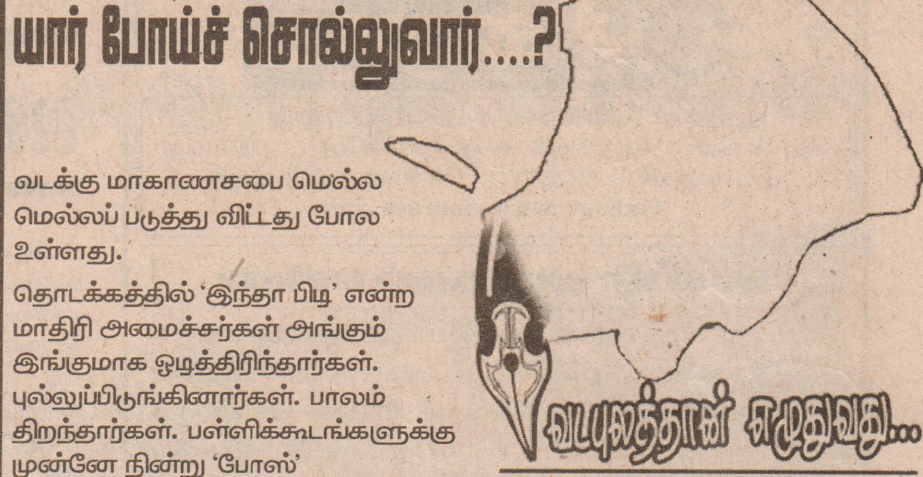 யார் போய்ச் சொல்லுவார்....?
வடக்கு மாகாணசபை மெல்ல
மெல்லப் படுத்து விட்டது போல
உள்ளது.
தொடக்கத்தில் ‘இந்தா பிடி’ என்ற
மாதிரி அமைச்சர்கள் அங்கும்
இங்குமாக ஓடித்திரிந்தார்கள்.
புல்லுப்பிடுங்கினார்கள். பாலம்
திறந்தார்கள். பள்ளிக்கூடங்களுக்கு
முன்னே நின்று ‘போஸ்’
வடபுலத்தான் எழுதுவது...